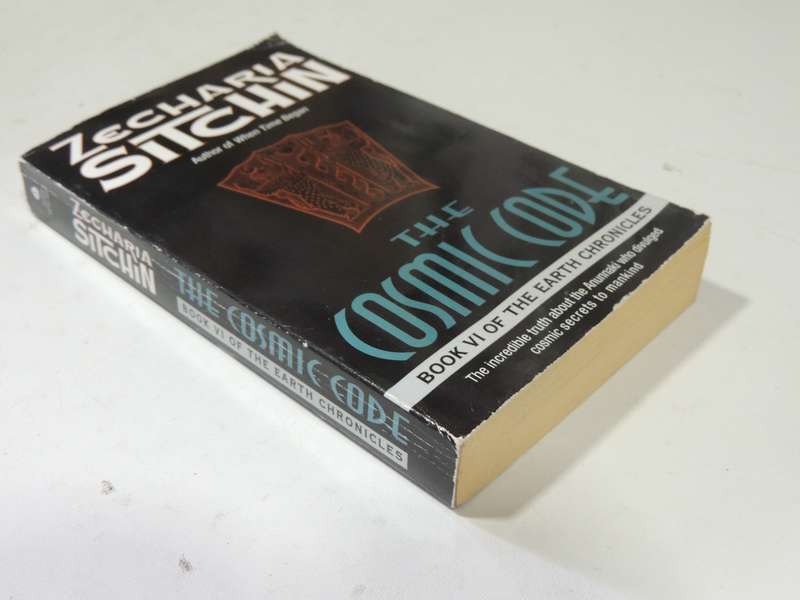 ZECHARIA
SITCHIN
Author of When Time Began
THE
COSMIC CODE
BOOK VI OF THE EARTH CHRONICLES
The incredible truth about the Anunnaki who divulged
cosmic secrets to mankind
ZECHARIA
SITCHIN
THE COSMIC CODE
BOOK VI OF THE EARTH CHRONICLES